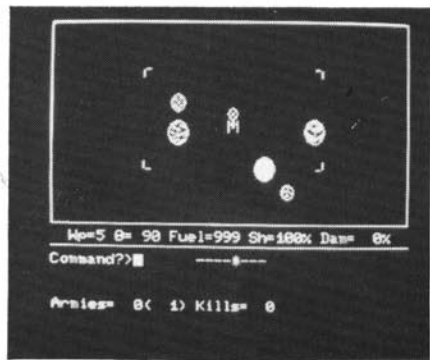 M
Wp=5 θ= 90 Fuel=999 Sh=100% Dam= 0%
Command?>
Armies= 0( 1) Kills= 0